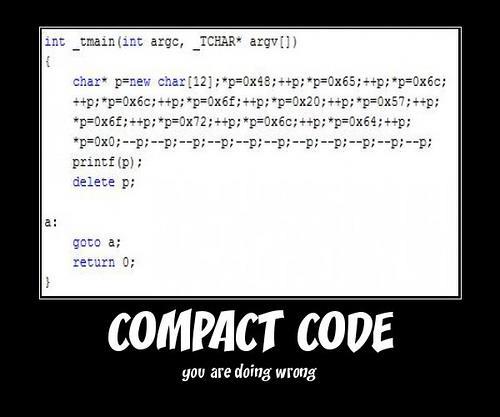 int _tmain(int argc, _TCHAR* argv[])
{
char* p=new char[12];*p=0x48;++p;*p=0x65;++p;*p=0x6c;
++p;*p=0x6c;++p;*p=0x6f;++p;*p=0x20;++p;*p=0x57;++p;
*p=0x6f;++p;*p=0x72;++p;*p=0x6c;++p;*p=0x64;++p;
*p=0x0;--p;--p;--p;--p;--p;--p;--p;--p;--p;--p;--p;
printf(p);
delete p;
a:
goto a;
return 0;
}
COMPACT CODE
you are doing wrong